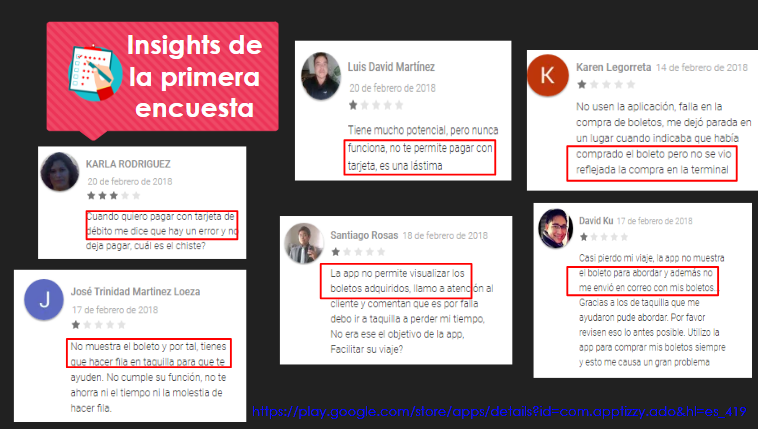 Insights de
la primera
encuesta
Luis David Martínez
20 de febrero de 2018
Tiene mucho potencial, pero nunca
funciona, no te permite pagar con
tarjeta, es una lástima
K
Karen Legorreta 14 de febrero de 2018
No usen la aplicación, falla en la
compra de boletos, me dejó parada en
un lugar cuando indicaba que había
comprado el boleto pero no se vio
reflejada la compra en la terminal
KARLA RODRIGUEZ
20 de febrero de 2018
Cuando quiero pagar con tarjeta de
débito me dice que hay un error y no
deja pagar, cuál es el chiste?
Santiago Rosas 18 de febrero de 2018
La app no permite visualizar los
boletos adquiridos, llamo a atención al
cliente y comentan que es por falla
debo ir a taquilla a perder mi tiempo,
No era ese el objetivo de la app,
Facilitar su viaje?
David Ku 17 de febrero de 2018
Casi pierdo mi viaje, la app no muestra
el boleto para abordar y además no
me envió en correo con mis boletos.
Gracias a los de taquilla que me
ayudaron pude abordar. Por favor
revisen eso lo antes posible. Utilizo la
app para comprar mis boletos siempre
y esto me causa un gran problema
J
José Trinidad Martinez Loeza
17 de febrero de 2018
No muestra el boleto y por tal, tienes
que hacer fila en taquilla para que te
ayuden. No cumple su función, no te
ahorra ni el tiempo ni la molestia de
hacer fila.